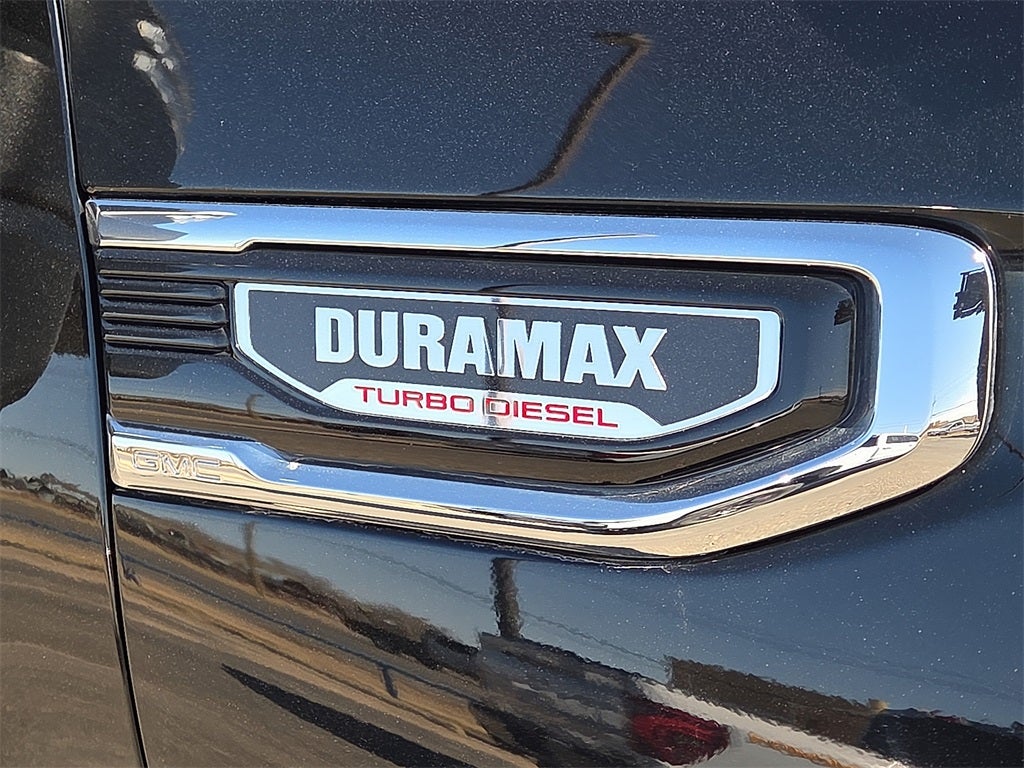 DURAMAX
TURBO DIESEL
GMC